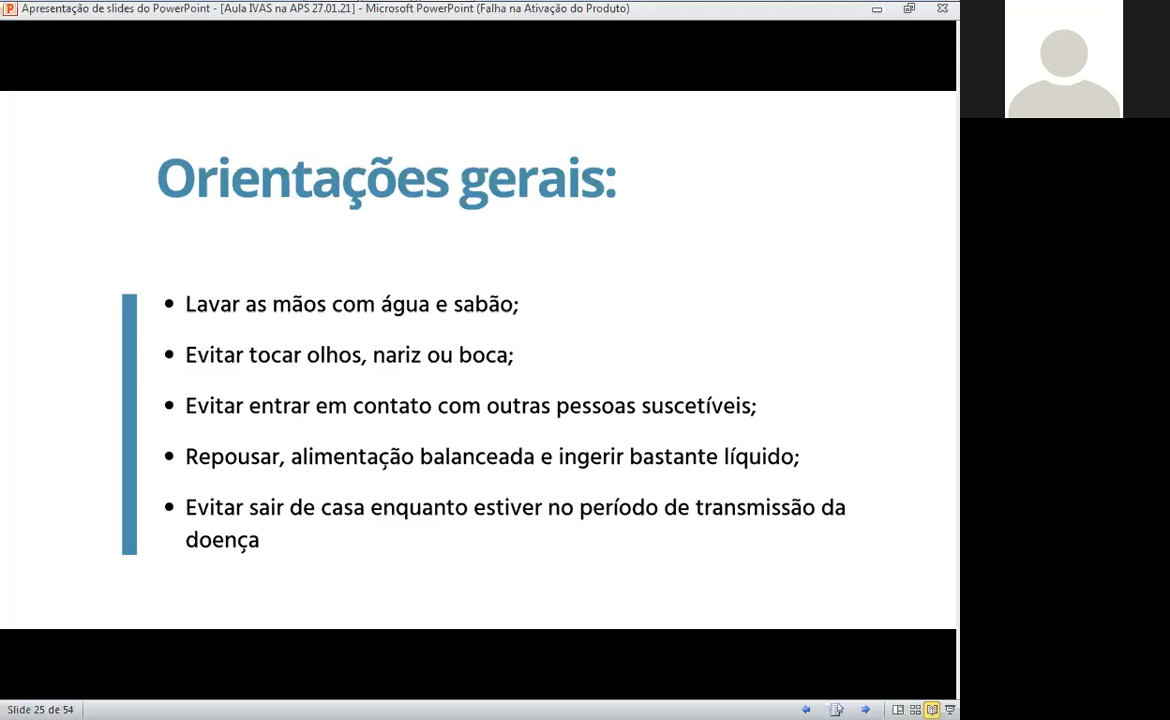 Apresentação de slides do PowerPoint - [Aula IVAS na APS 27.01.21] - Microsoft PowerPoint (Falha na Ativação do Produto)
Orientações gerais:
• Lavar as mãos com água e sabão;
• Evitar tocar olhos, nariz ou boca;
• Evitar entrar em contato com outras pessoas suscetíveis;
• Repousar, alimentação balanceada e ingerir bastante líquido;
• Evitar sair de casa enquanto estiver no período de transmissão da
doença
Slide 25 de 54